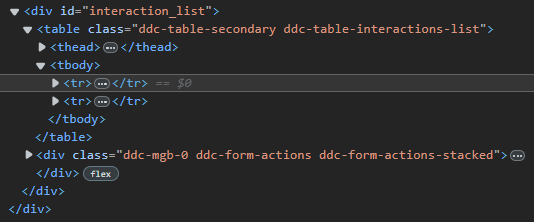 ▼ <div id="interaction_list">
▼ <table class="ddc-table-secondary ddc-table-interactions-list">
▶ <thead>…</thead>
▼ <tbody>
▶ <tr>…</tr> == $0
▶ <tr>…</tr>
</tbody>
</table>
▶ <div class="ddc-mgb-0 ddc-form-actions ddc-form-actions-stacked">…
</div> flex
</div>
</div>